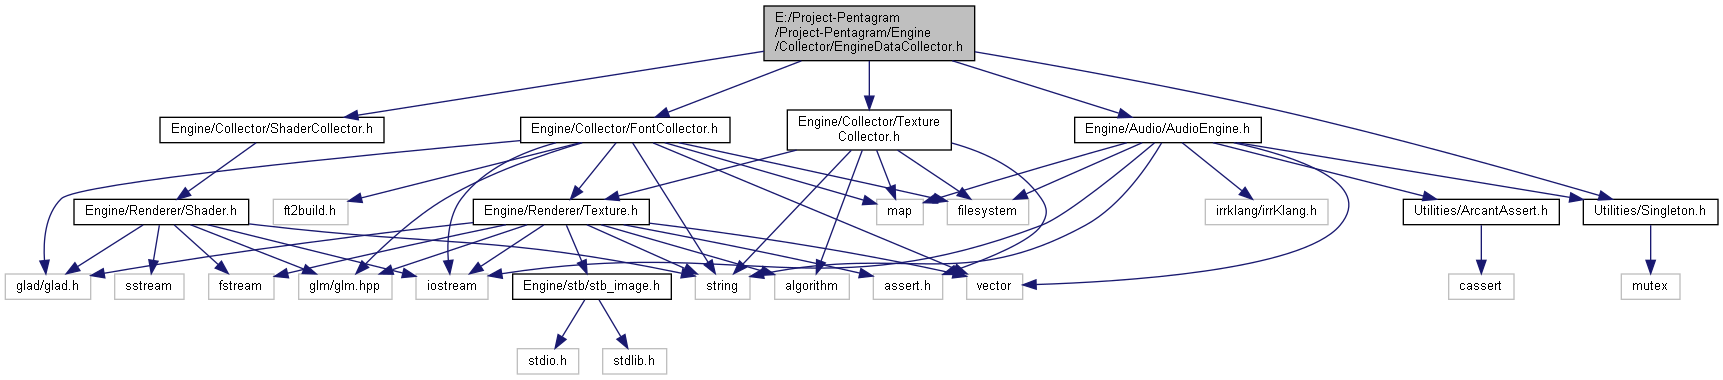 E:/Project-Pentagram
/Project-Pentagram/Engine
/Collector/EngineDataCollector.h
Engine/Collector/ShaderCollector.h
Engine/Collector/FontCollector.h
Engine/Collector/Texture
Collector.h
Engine/Audio/AudioEngine.h
Engine/Renderer/Shader.h
ft2build.h
Engine/Renderer/Texture.h
map
filesystem
irrklang/irrKlang.h
Utilities/ArcantAssert.h
Utilities/Singleton.h
glad/glad.h
sstream
fstream
glm/glm.hpp
iostream
Engine/stb/stb_image.h
string
algorithm
assert.h
vector
cassert
mutex
stdio.h
stdlib.h